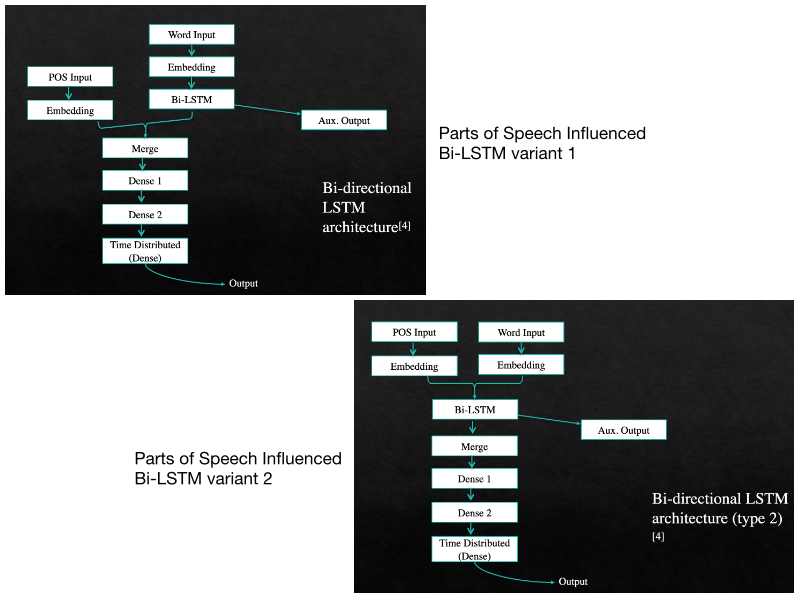 Word Input
POS Input
Embedding
Embedding
Bi-LSTM
Aux. Output
Merge
Dense 1
Dense 2
Time Distributed
(Dense)
Output
Bi-directional
LSTM
architecture[4]
Parts of Speech Influenced
Bi-LSTM variant 1
Parts of Speech Influenced
Bi-LSTM variant 2
POS Input
Word Input
Embedding
Embedding
Bi-LSTM
Aux. Output
Merge
Dense 1
Dense 2
Time Distributed
(Dense)
Output
Bi-directional LSTM
architecture (type 2)
[4]